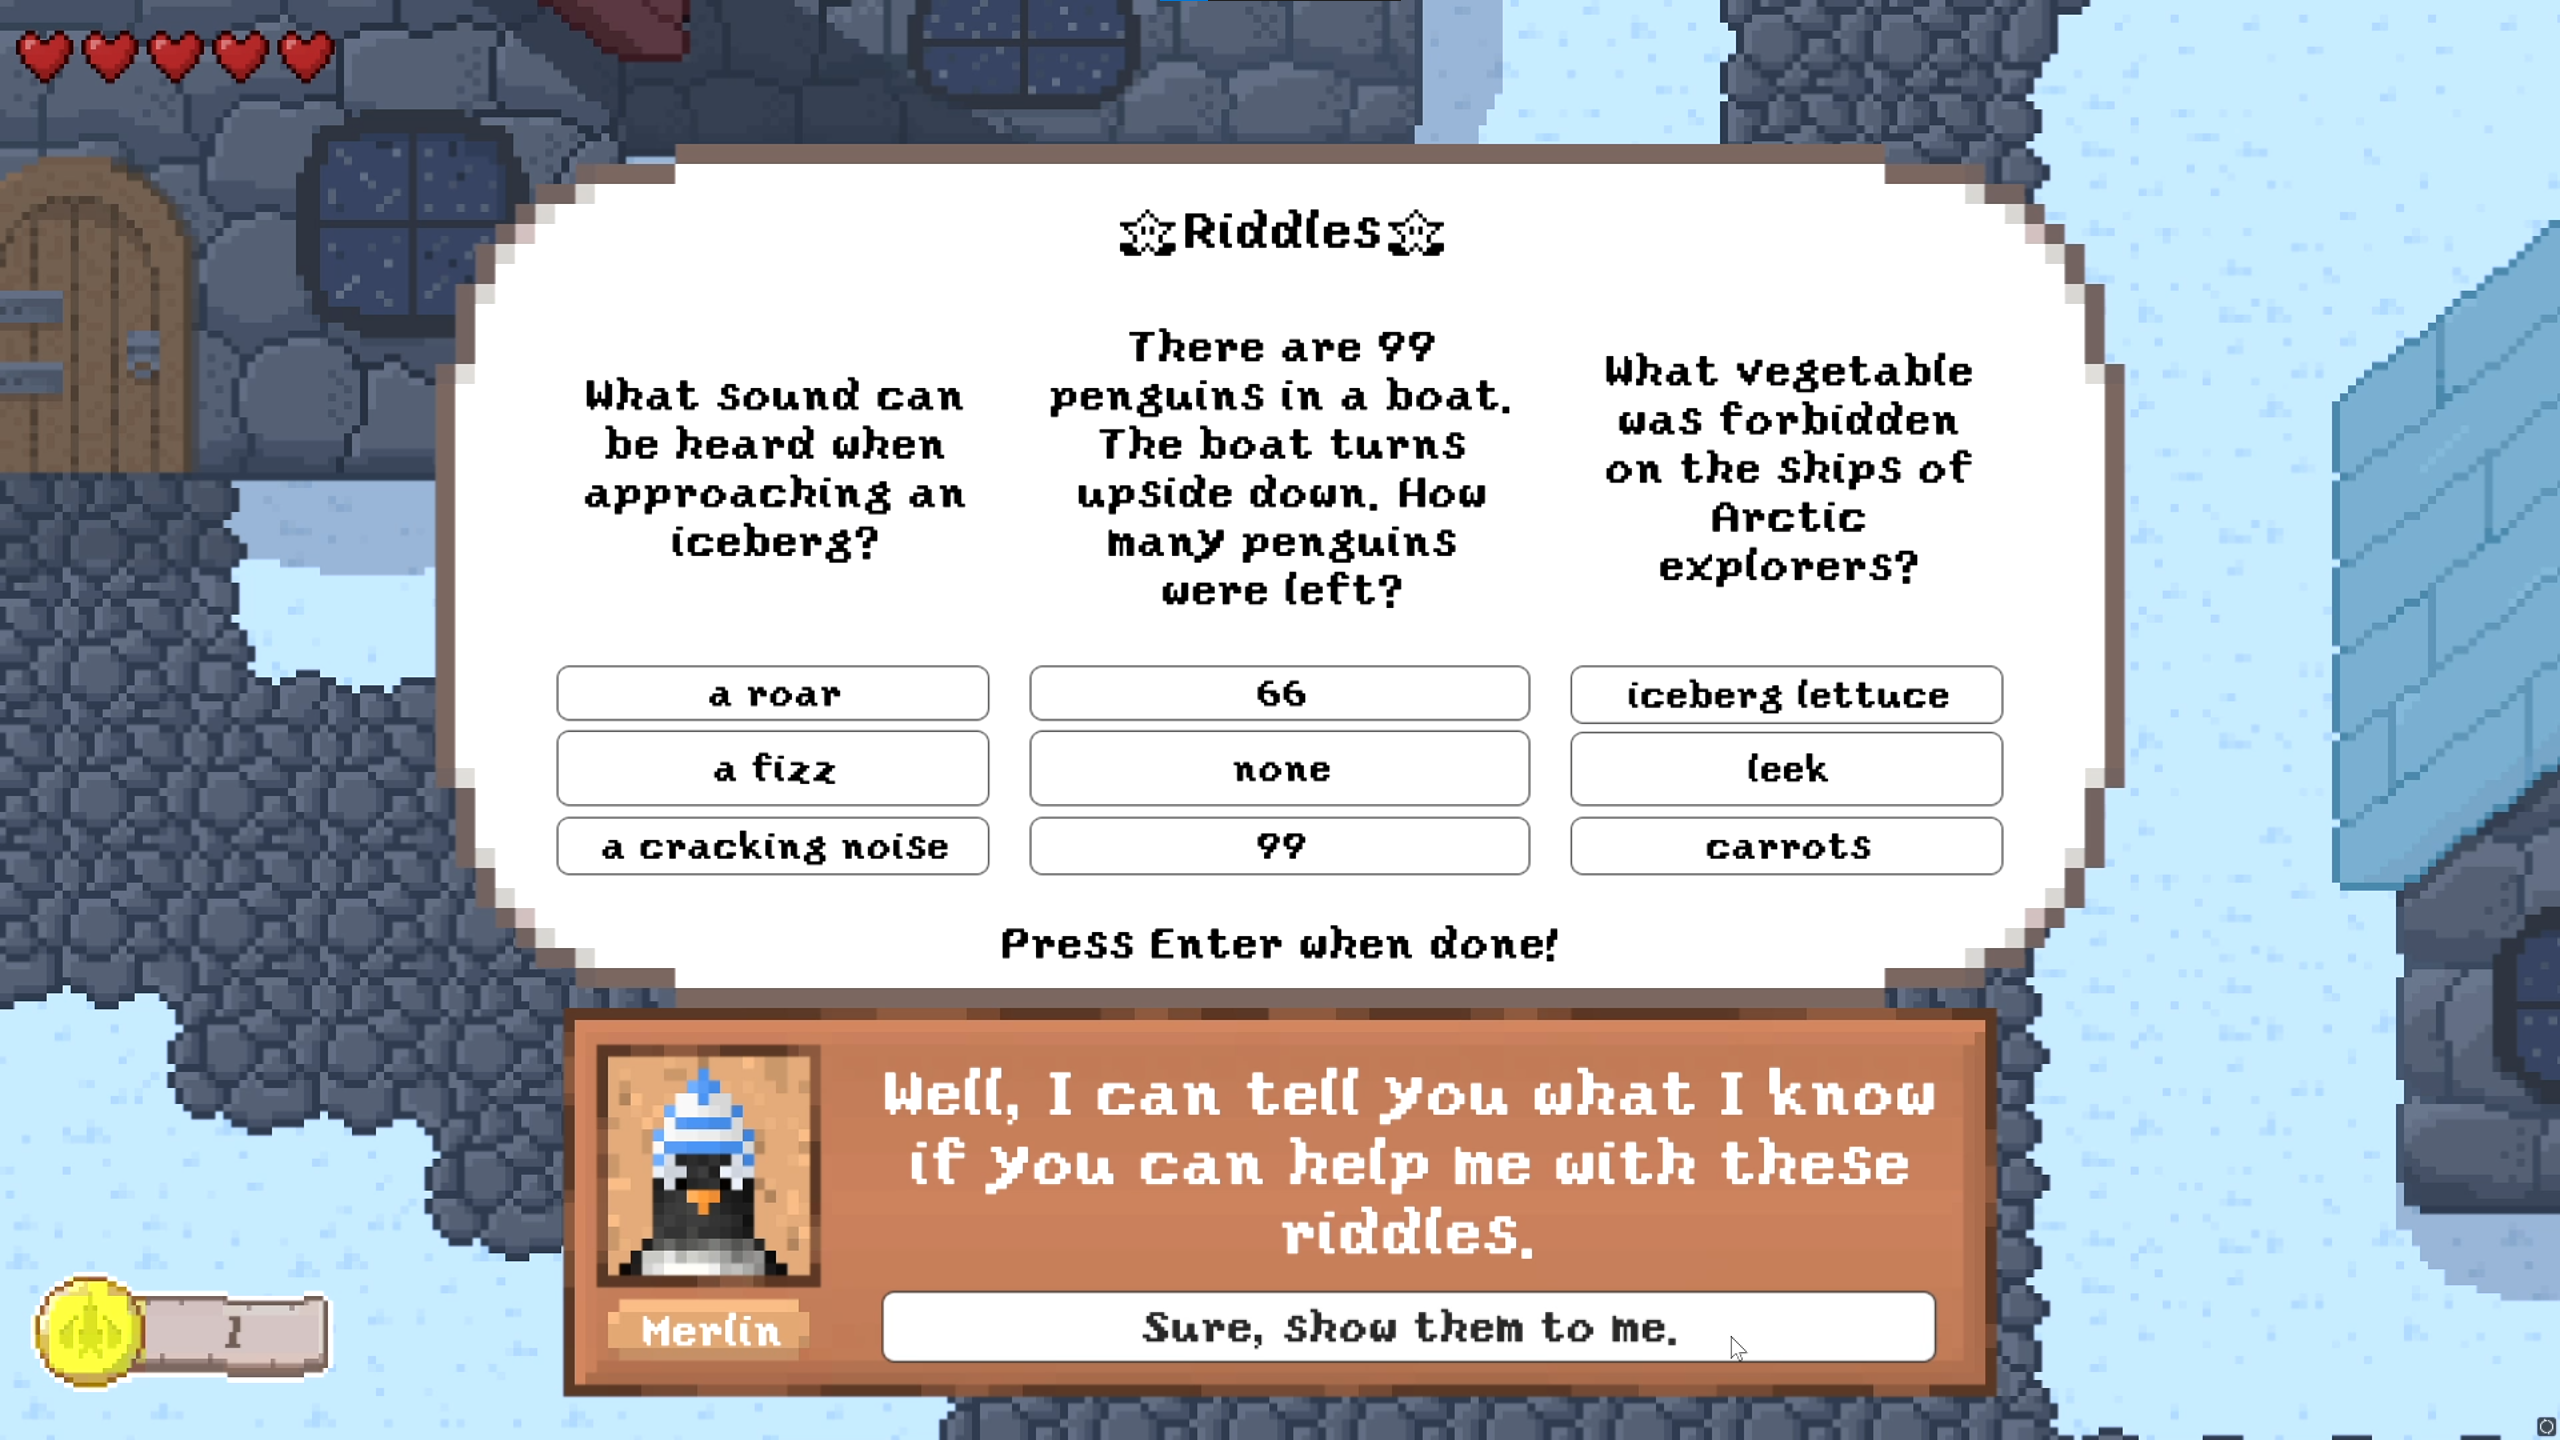 Riddles
What sound can
be heard when
approaching an
iceberg?
There are 99
penguins in a boat.
The boat turns
upside down. How
many penguins
were left?
What vegetable
was forbidden
on the ships of
Arctic
explorers?
a roar
a fizz
a cracking noise
66
none
99
iceberg lettuce
leek
carrots
Press Enter when done!
Well, I can tell you what I know
if you can help me with these
riddles.
Merlin
Sure, show them to me.
1